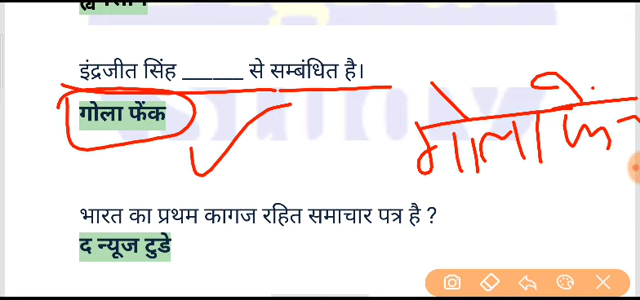 इंद्रजीत सिंह ______ से सम्बंधित है।
गोला फेंक
गोला फेंक
भारत का प्रथम कागज रहित समाचार पत्र है ?
द न्यूज टुडे